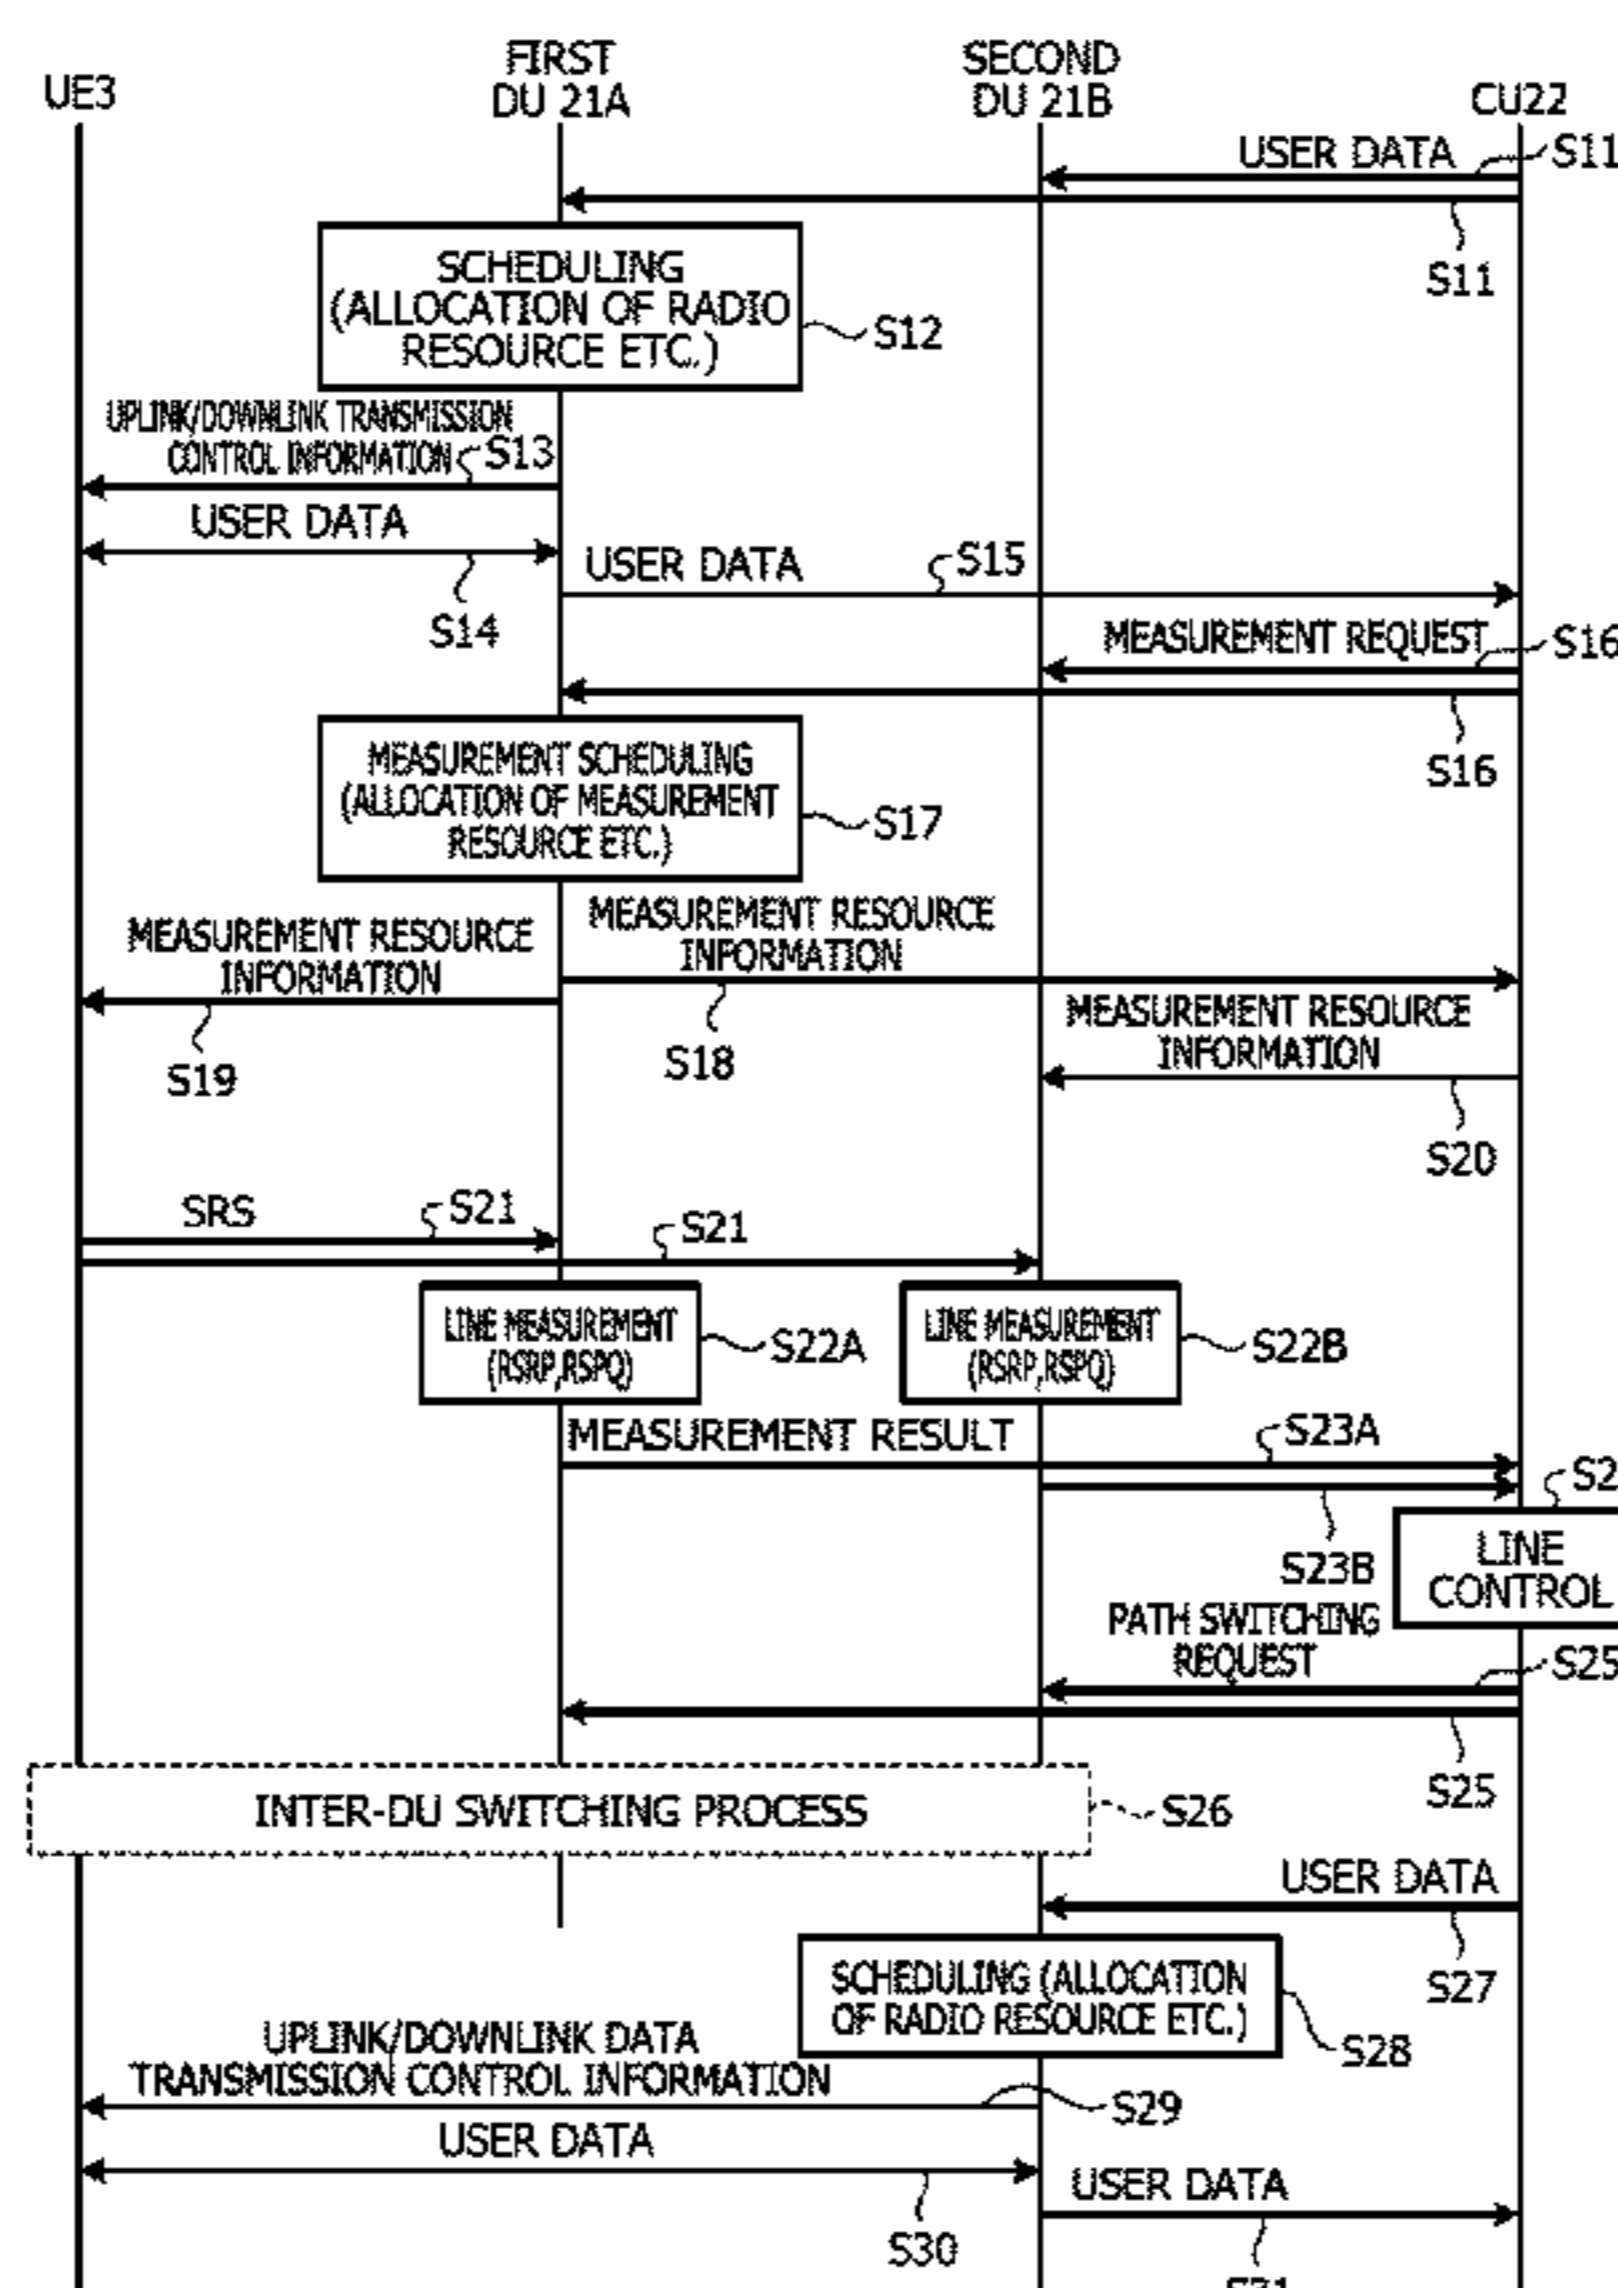 UE3
FIRST
DU 21A
SECOND
DU 21B
CU22
USER DATA
S11
S11
SCHEDULING
(ALLOCATION OF RADIO
RESOURCE ETC.)
S12
UPLINK/DOWNLINK TRANSMISSION
CONTROL INFORMATION
S13
USER DATA
S14
USER DATA
S15
MEASUREMENT REQUEST
S16
S16
MEASUREMENT SCHEDULING
(ALLOCATION OF MEASUREMENT
RESOURCE ETC.)
S17
MEASUREMENT RESOURCE
INFORMATION
S18
MEASUREMENT RESOURCE
INFORMATION
S19
MEASUREMENT RESOURCE
INFORMATION
S20
SRS
S21
S21
LINE MEASUREMENT
(RSRP,RSPQ)
S22A
LINE MEASUREMENT
(RSRP,RSPQ)
S22B
MEASUREMENT RESULT
S23A
S23B
S2
LINE
CONTROL
PATH SWITCHING
REQUEST
S25
S25
INTER-DU SWITCHING PROCESS
S26
USER DATA
S27
SCHEDULING (ALLOCATION
OF RADIO RESOURCE ETC.)
S28
UPLINK/DOWNLINK DATA
TRANSMISSION CONTROL INFORMATION
S29
USER DATA
S30
USER DATA